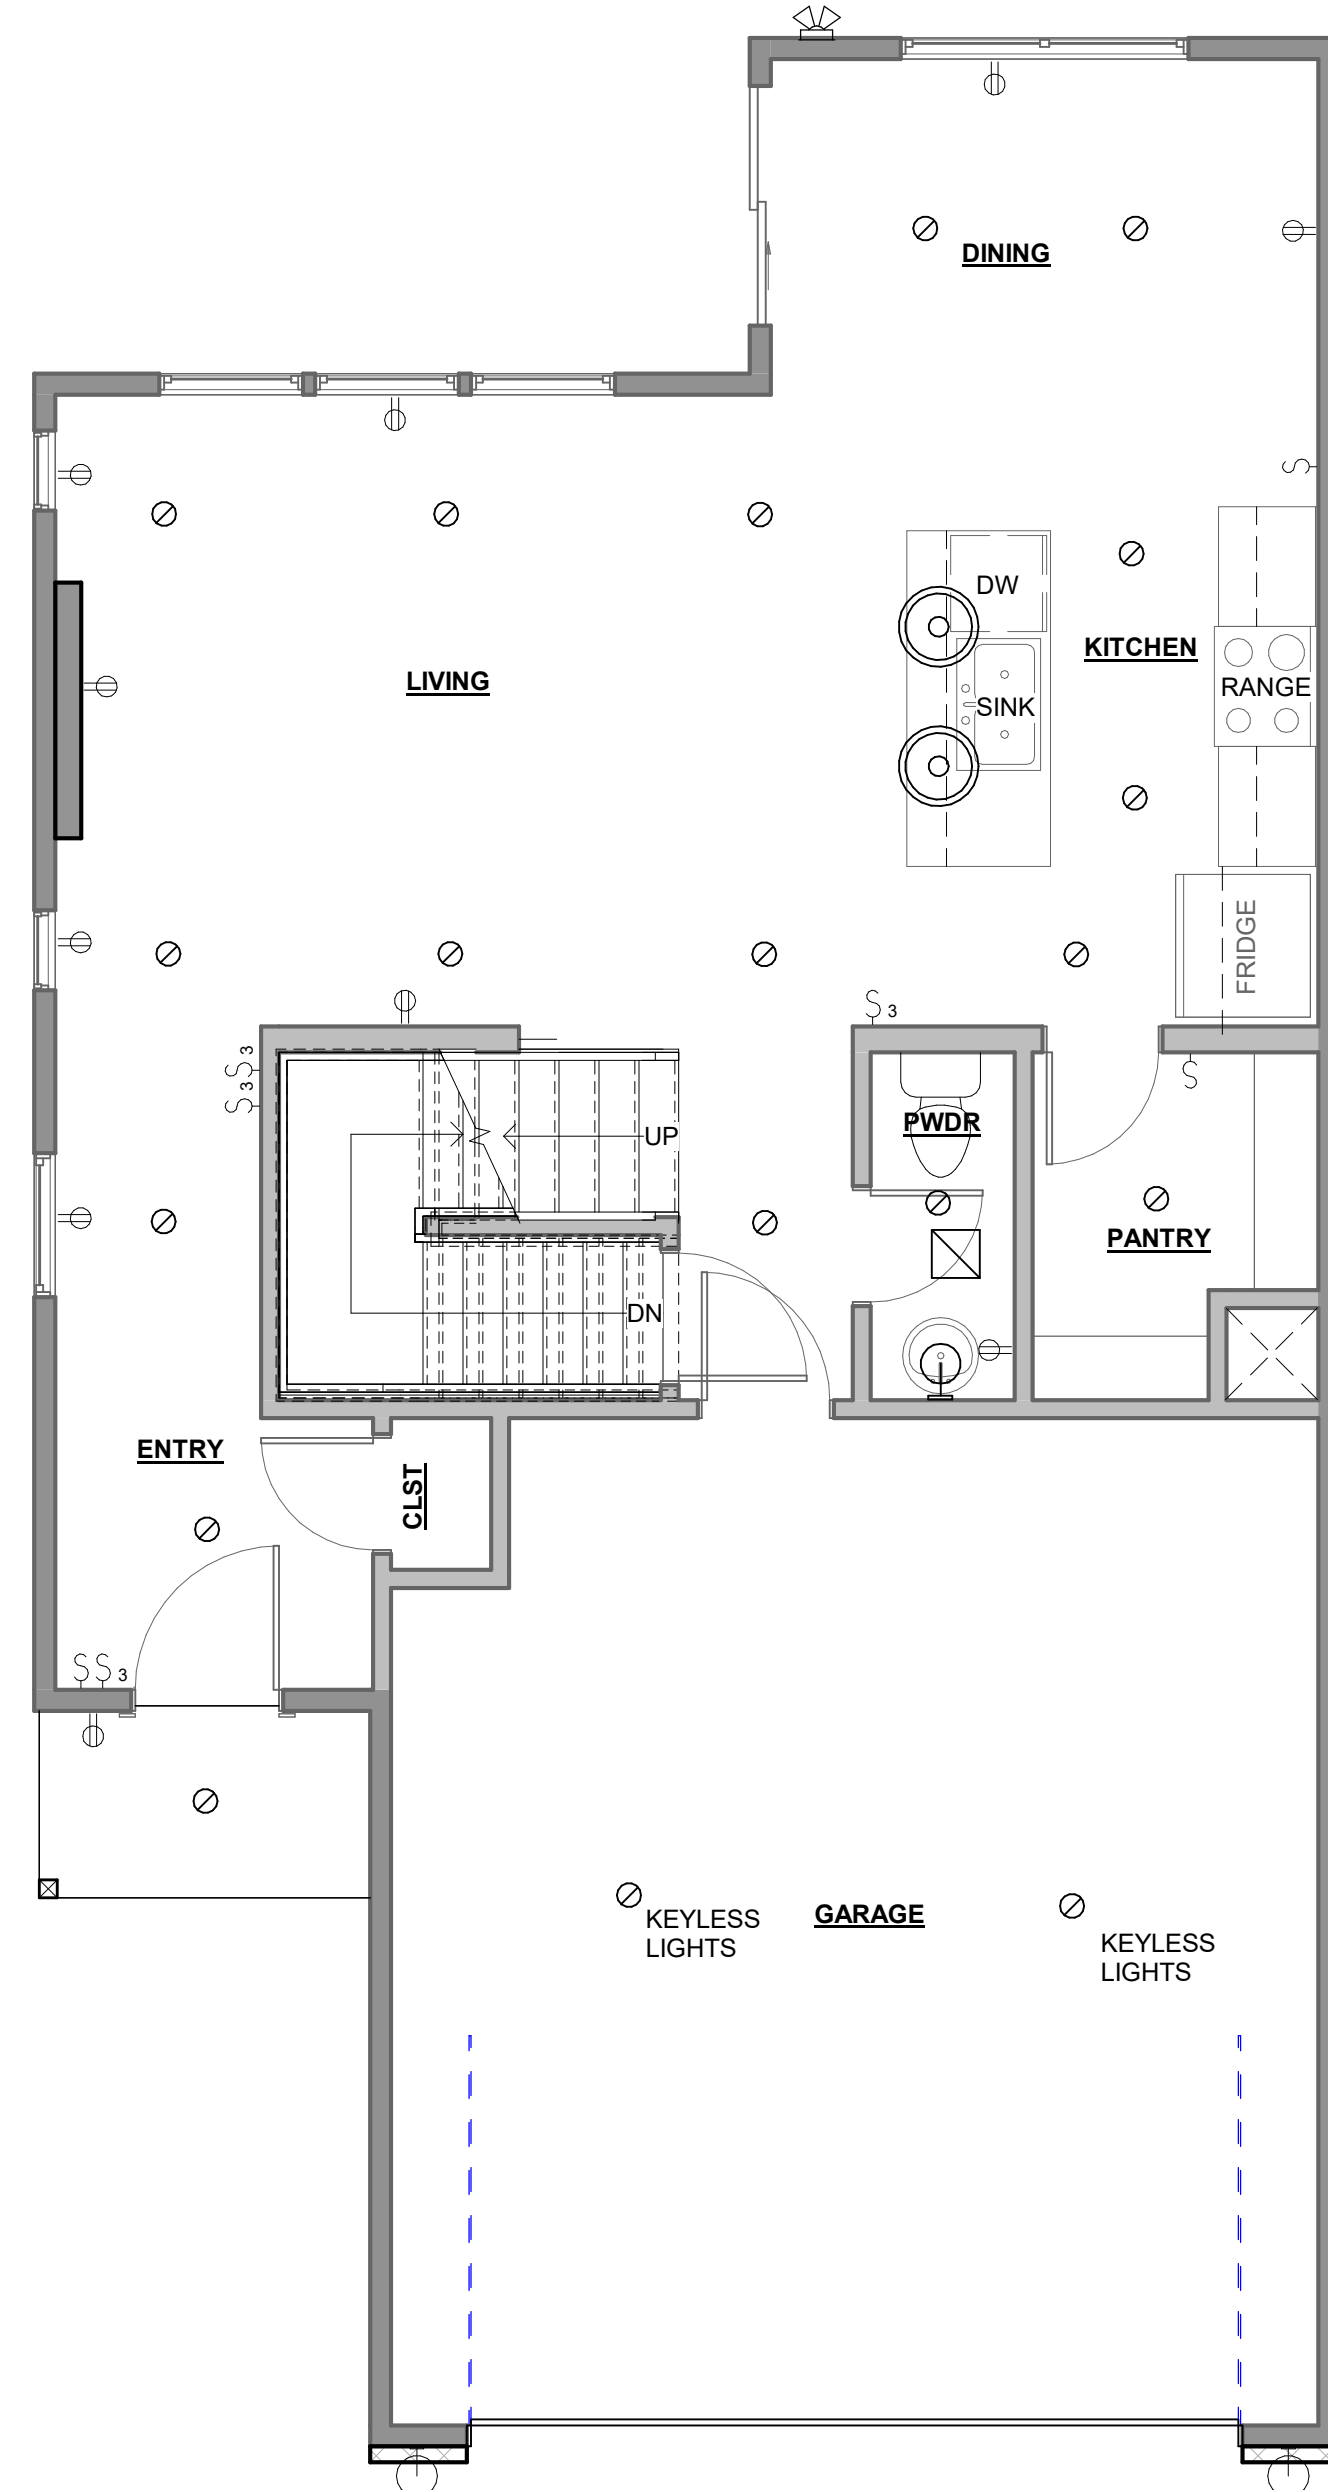 DINING
DW
KITCHEN
LIVING
RANGE
SINK
FRIDGE
S 3
S 3
S 3
S
S
PWDR
UP
PANTRY
DN
ENTRY
CLST
SS 3
KEYLESS
LIGHTS
GARAGE
KEYLESS
LIGHTS